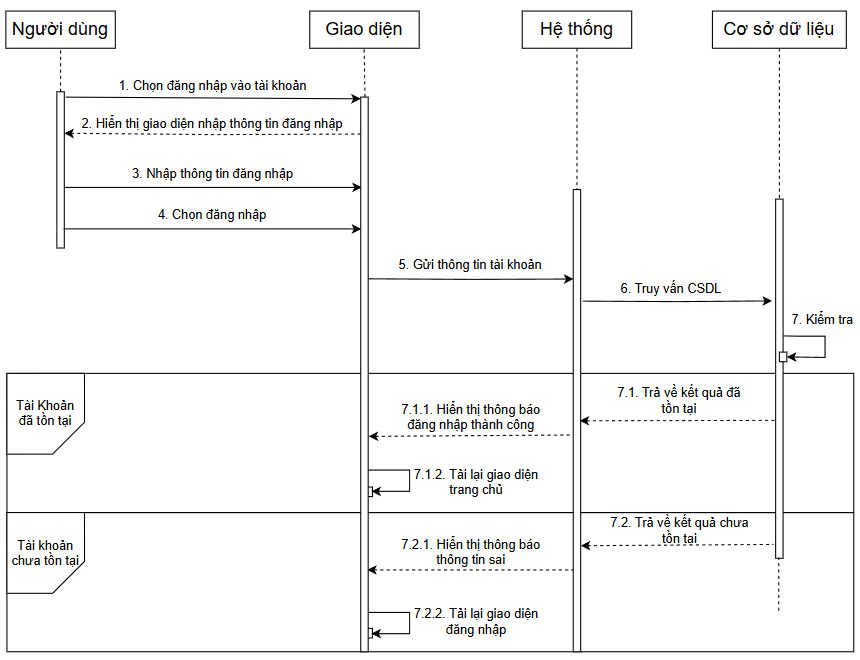 Người dùng
Giao diện
Hệ thống
Cơ sở dữ liệu
1. Chọn đăng nhập vào tài khoản
2. Hiển thị giao diện nhập thông tin đăng nhập
3. Nhập thông tin đăng nhập
4. Chọn đăng nhập
5. Gửi thông tin tài khoản
6. Truy vấn CSDL
7. Kiểm tra
Tài Khoản
đã tồn tại
7.1. Trả về kết quả đã
tồn tại
7.1.1. Hiển thị thông báo
đăng nhập thành công
7.1.2. Tải lại giao diện
trang chủ
Tài khoản
chưa tồn tại
7.2. Trả về kết quả chưa
tồn tại
7.2.1. Hiển thị thông báo
thông tin sai
7.2.2. Tải lại giao diện
đăng nhập